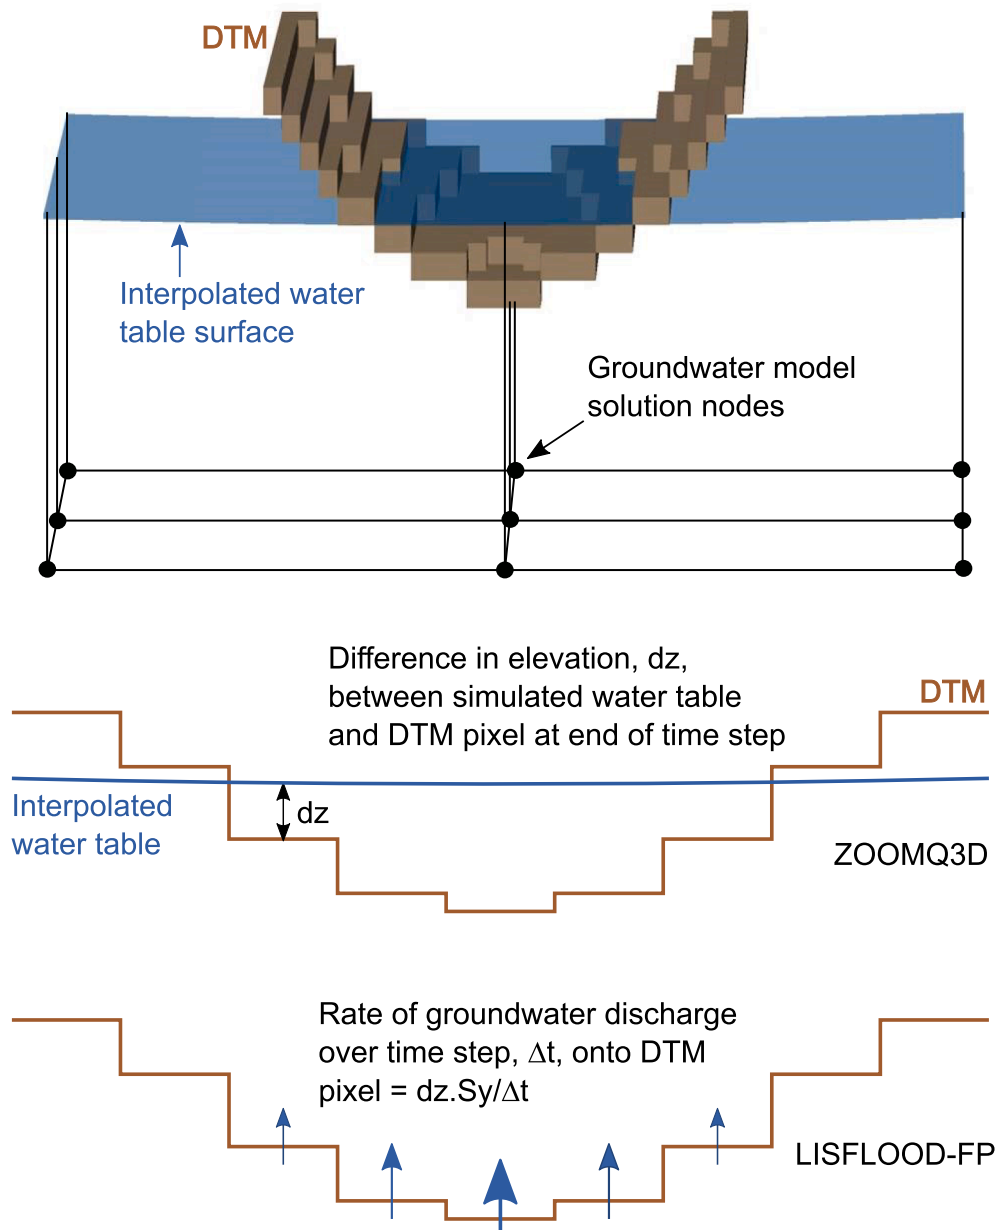 DTM
Interpolated water
table surface
Groundwater model
solution nodes
Difference in elevation, dz,
between simulated water table
and DTM pixel at end of time step
DTM
Interpolated
water table
dz
ZOOMQ3D
Rate of groundwater discharge
over time step, Δt, onto DTM
pixel = dz.Sy/Δt
LISFLOOD-FP